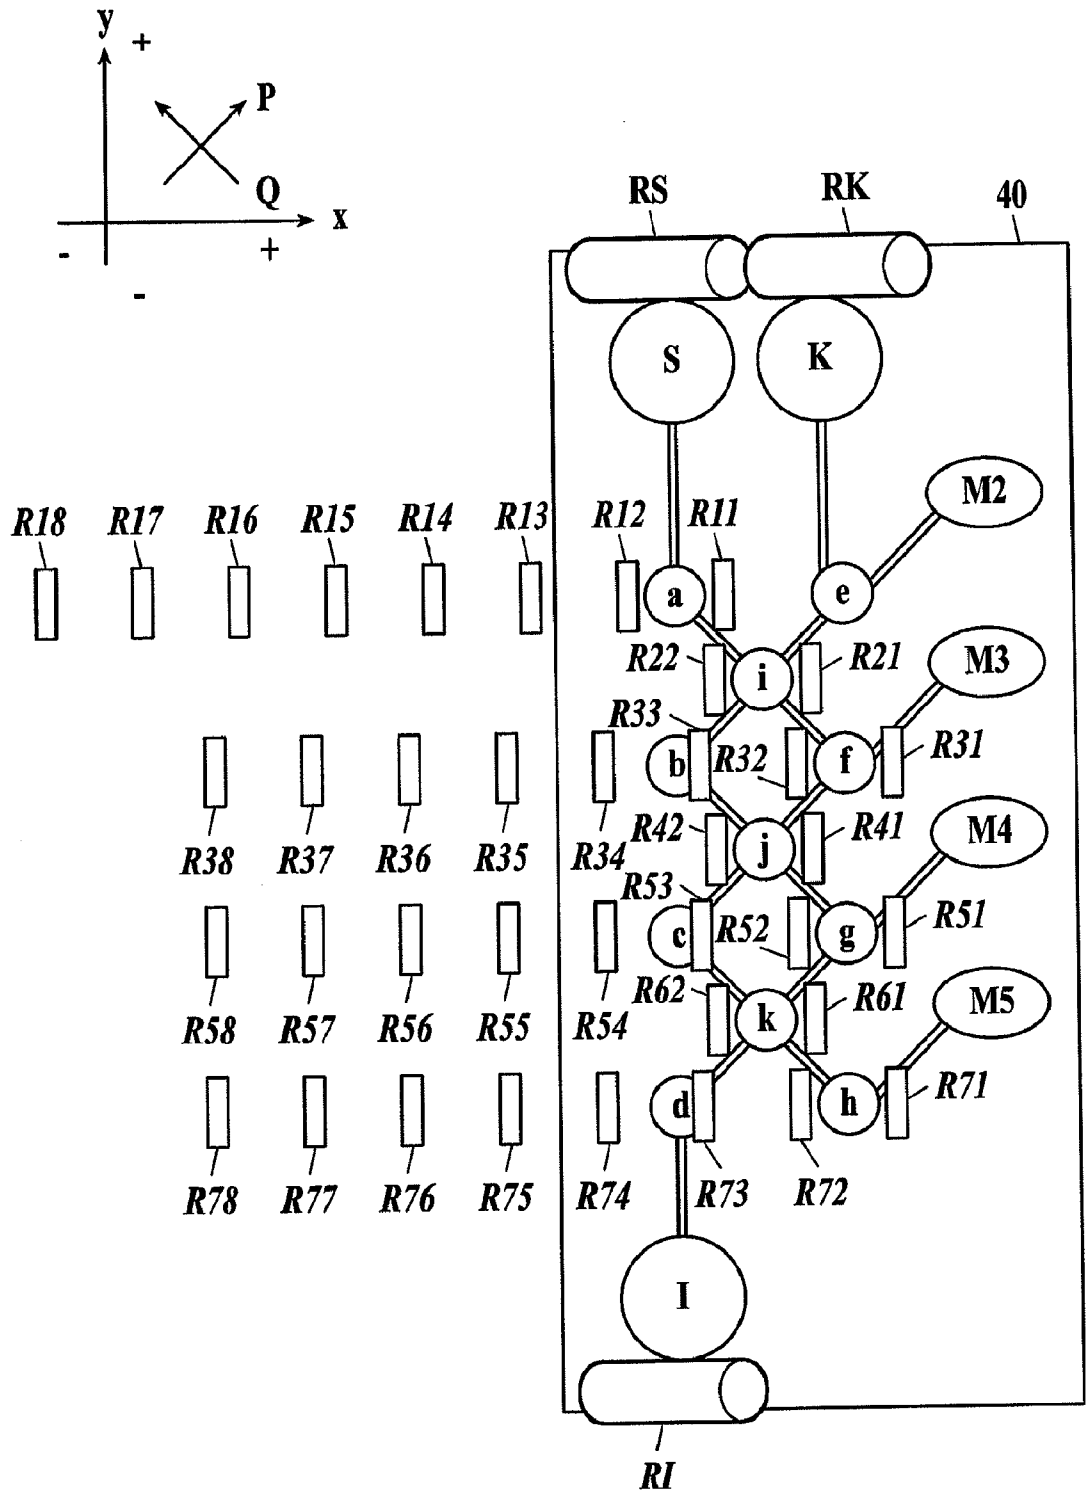 y +
P
Q
x
- +
-
RS RK 40
S K
M2
R18 R17 R16 R15 R14 R13 R12 R11
a e
R22 i R21 M3
R33
b R32 f R31
R42 j R41 M4
R38 R37 R36 R35 R34
R53
c R52 g R51
R62 k R61 M5
R58 R57 R56 R55 R54
d h R71
R78 R77 R76 R75 R74 R73 R72
I
RI